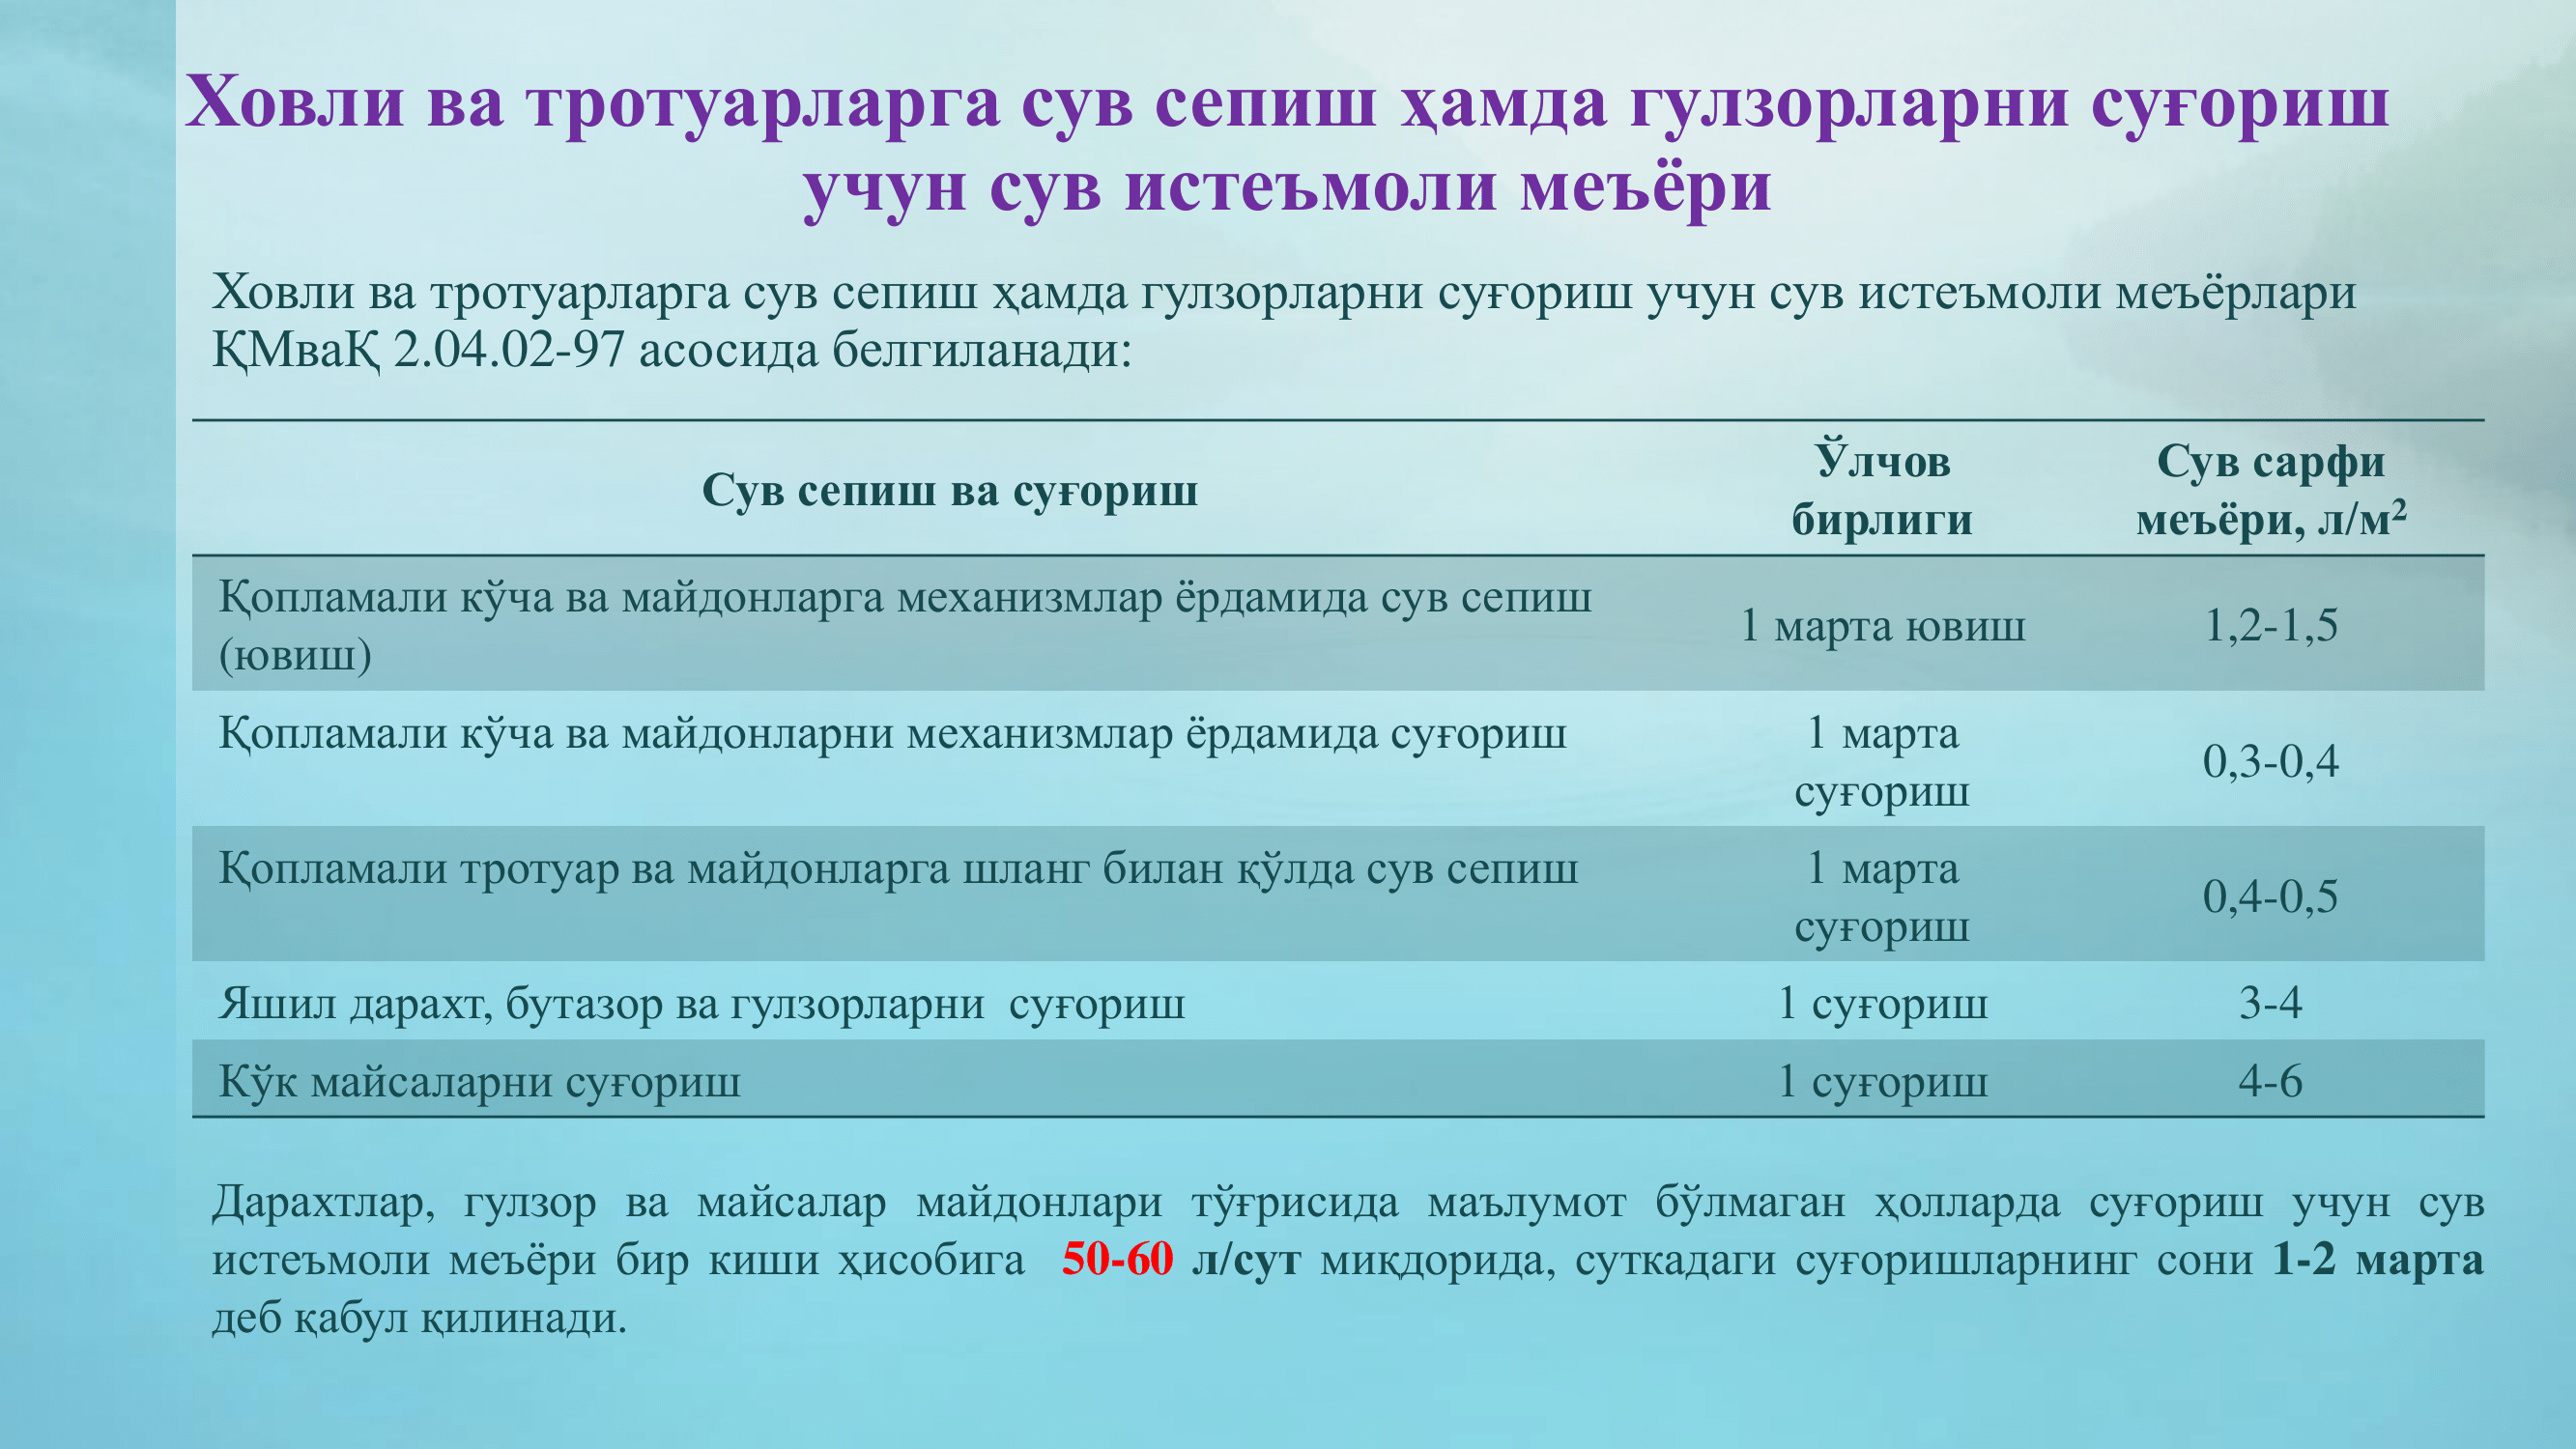 Ховли ва тротуарларга сув сепиш ҳамда гулзорларни суғориш
учун сув истеъмоли меъёри
Ховли ва тротуарларга сув сепиш ҳамда гулзорларни суғориш учун сув истеъмоли меъёрлари
ҚМваҚ 2.04.02-97 асосида белгиланади:
Сув сепиш ва суғориш
Ўлчов
бирлиги
Сув сарфи
меъёри, л/м²
Қопламали кўча ва майдонларга механизмлар ёрдамида сув сепиш
(ювиш)
1 марта ювиш
1,2-1,5
Қопламали кўча ва майдонларни механизмлар ёрдамида суғориш
1 марта
суғориш
0,3-0,4
Қопламали тротуар ва майдонларга шланг билан қўлда сув сепиш
1 марта
суғориш
0,4-0,5
Яшил дарахт, бутазор ва гулзорларни  суғориш
1 суғориш
3-4
Кўк майсаларни суғориш
1 суғориш
4-6
Дарахтлар, гулзор ва майсалар майдонлари тўғрисида маълумот бўлмаган ҳолларда суғориш учун сув
истеъмоли меъёри бир киши ҳисобига  50-60 л/сут миқдорида, суткадаги суғоришларнинг сони 1-2 марта
деб қабул қилинади.